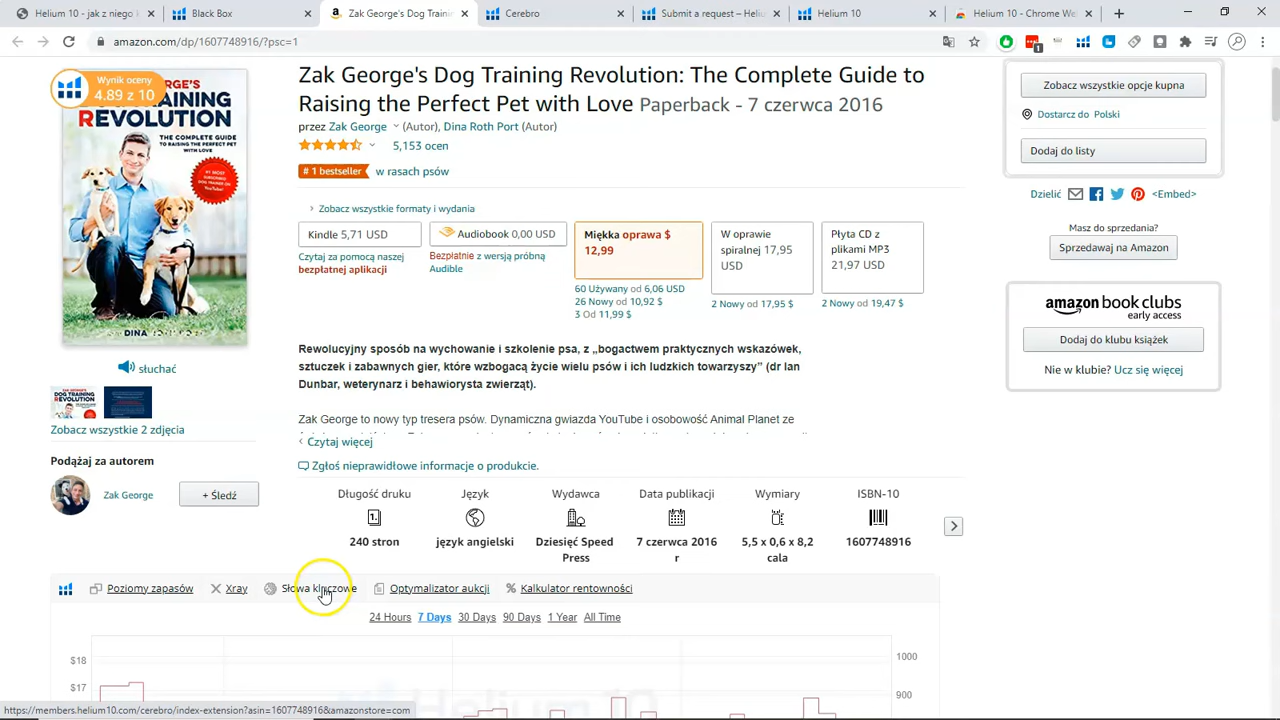 Helium 10 - jak z niego k
Black Box
Zak George's Dog Trainin
Cerebro
Submit a request – Heliu
Helium 10
Helium 10 - Chrome We
amazon.com/dp/1607748916/?psc=1
1
Wynik oceny
4.89 z 10
GEORGE'S
TRAINING
REVOLUTION
THE COMPLETE GUIDE
TO RAISING THE PERFECT PET
WITH LOVE
#1 MOST
SUBSCRIBED
DOG TRAINER ON
YouTube!
DINA
Zak George's Dog Training Revolution: The Complete Guide to
Raising the Perfect Pet with Love Paperback - 7 czerwca 2016
przez Zak George (Autor), Dina Roth Port (Autor)
5,153 ocen
# 1 bestseller w rasach psów
Zobacz wszystkie formaty i wydania
Kindle 5,71 USD
Czytaj za pomocą naszej
bezpłatnej aplikacji
Audiobook 0,00 USD
Bezpłatnie z wersją próbną
Audible
Miękka oprawa $
12,99
60 Używany od 6,06 USD
26 Nowy od 10,92 $
3 Od 11,99 $
W oprawie
spiralnej 17,95
USD
2 Nowy od 17,95 $
Płyta CD z
plikami MP3
21,97 USD
2 Nowy od 19,47 $
Rewolucyjny sposób na wychowanie i szkolenie psa, z „bogactwem praktycznych wskazówek,
sztuczek i zabawnych gier, które wzbogacą życie wielu psów i ich ludzkich towarzyszy” (dr Ian
Dunbar, weterynarz i behawiorysta zwierząt).
Zak George to nowy typ tresera psów. Dynamiczna gwiazda YouTube i osobowość Animal Planet ze
Czytaj więcej
Zgłoś nieprawidłowe informacje o produkcie.
słuchać
Zobacz wszystkie 2 zdjęcia
Podążaj za autorem
Zak George
+ Śledź
Długość druku
240 stron
Język
język angielski
Wydawca
Dziesięć Speed
Press
Data publikacji
7 czerwca 2016
r
Wymiary
5,5 x 0,6 x 8,2
cala
ISBN-10
1607748916
Zobacz wszystkie opcje kupna
Dostarcz do Polski
Dodaj do listy
Dzielić <Embed>
Masz do sprzedania?
Sprzedawaj na Amazon
amazon book clubs
early access
Dodaj do klubu książek
Nie w klubie? Ucz się więcej
Poziomy zapasów Xray Słowa kluczowe Optymalizator aukcji Kalkulator rentowności
24 Hours 7 Days 30 Days 90 Days 1 Year All Time
$18
$17
1000
900
Helium 10
https://members.helium10.com/cerebro/index-extension?asin=1607748916&amazonstore=com